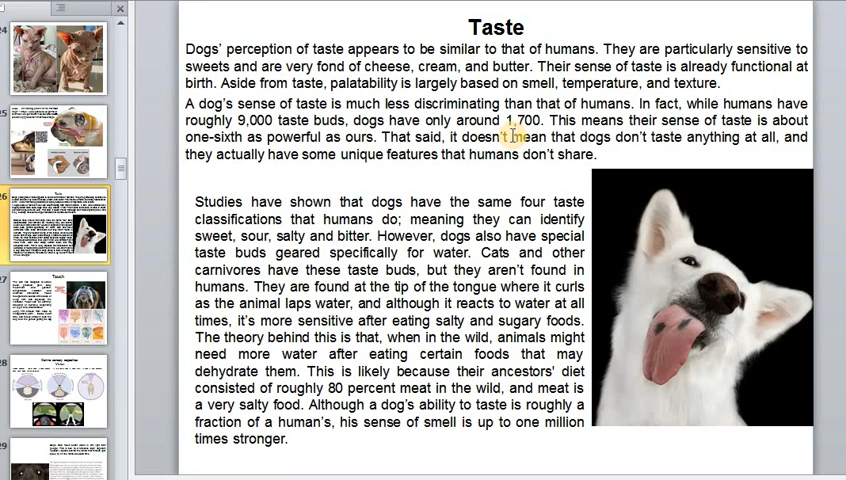 Taste
Dogs' perception of taste appears to be similar to that of humans. They are particularly sensitive to
sweets and are very fond of cheese, cream, and butter. Their sense of taste is already functional at
birth. Aside from taste, palatability is largely based on smell, temperature, and texture.
A dog's sense of taste is much less discriminating than that of humans. In fact, while humans have
roughly 9,000 taste buds, dogs have only around 1,700. This means their sense of taste is about
one-sixth as powerful as ours. That said, it doesn't mean that dogs don't taste anything at all, and
they actually have some unique features that humans don't share.
Studies have shown that dogs have the same four taste
classifications that humans do; meaning they can identify
sweet, sour, salty and bitter. However, dogs also have special
taste buds geared specifically for water. Cats and other
carnivores have these taste buds, but they aren't found in
humans. They are found at the tip of the tongue where it curls
as the animal laps water, and although it reacts to water at all
times, it's more sensitive after eating salty and sugary foods.
The theory behind this is that, when in the wild, animals might
need more water after eating certain foods that may
dehydrate them. This is likely because their ancestors' diet
consisted of roughly 80 percent meat in the wild, and meat is
a very salty food. Although a dog's ability to taste is roughly a
fraction of a human's, his sense of smell is up to one million
times stronger.
24
25
26
Taste
27
Touch
28
29